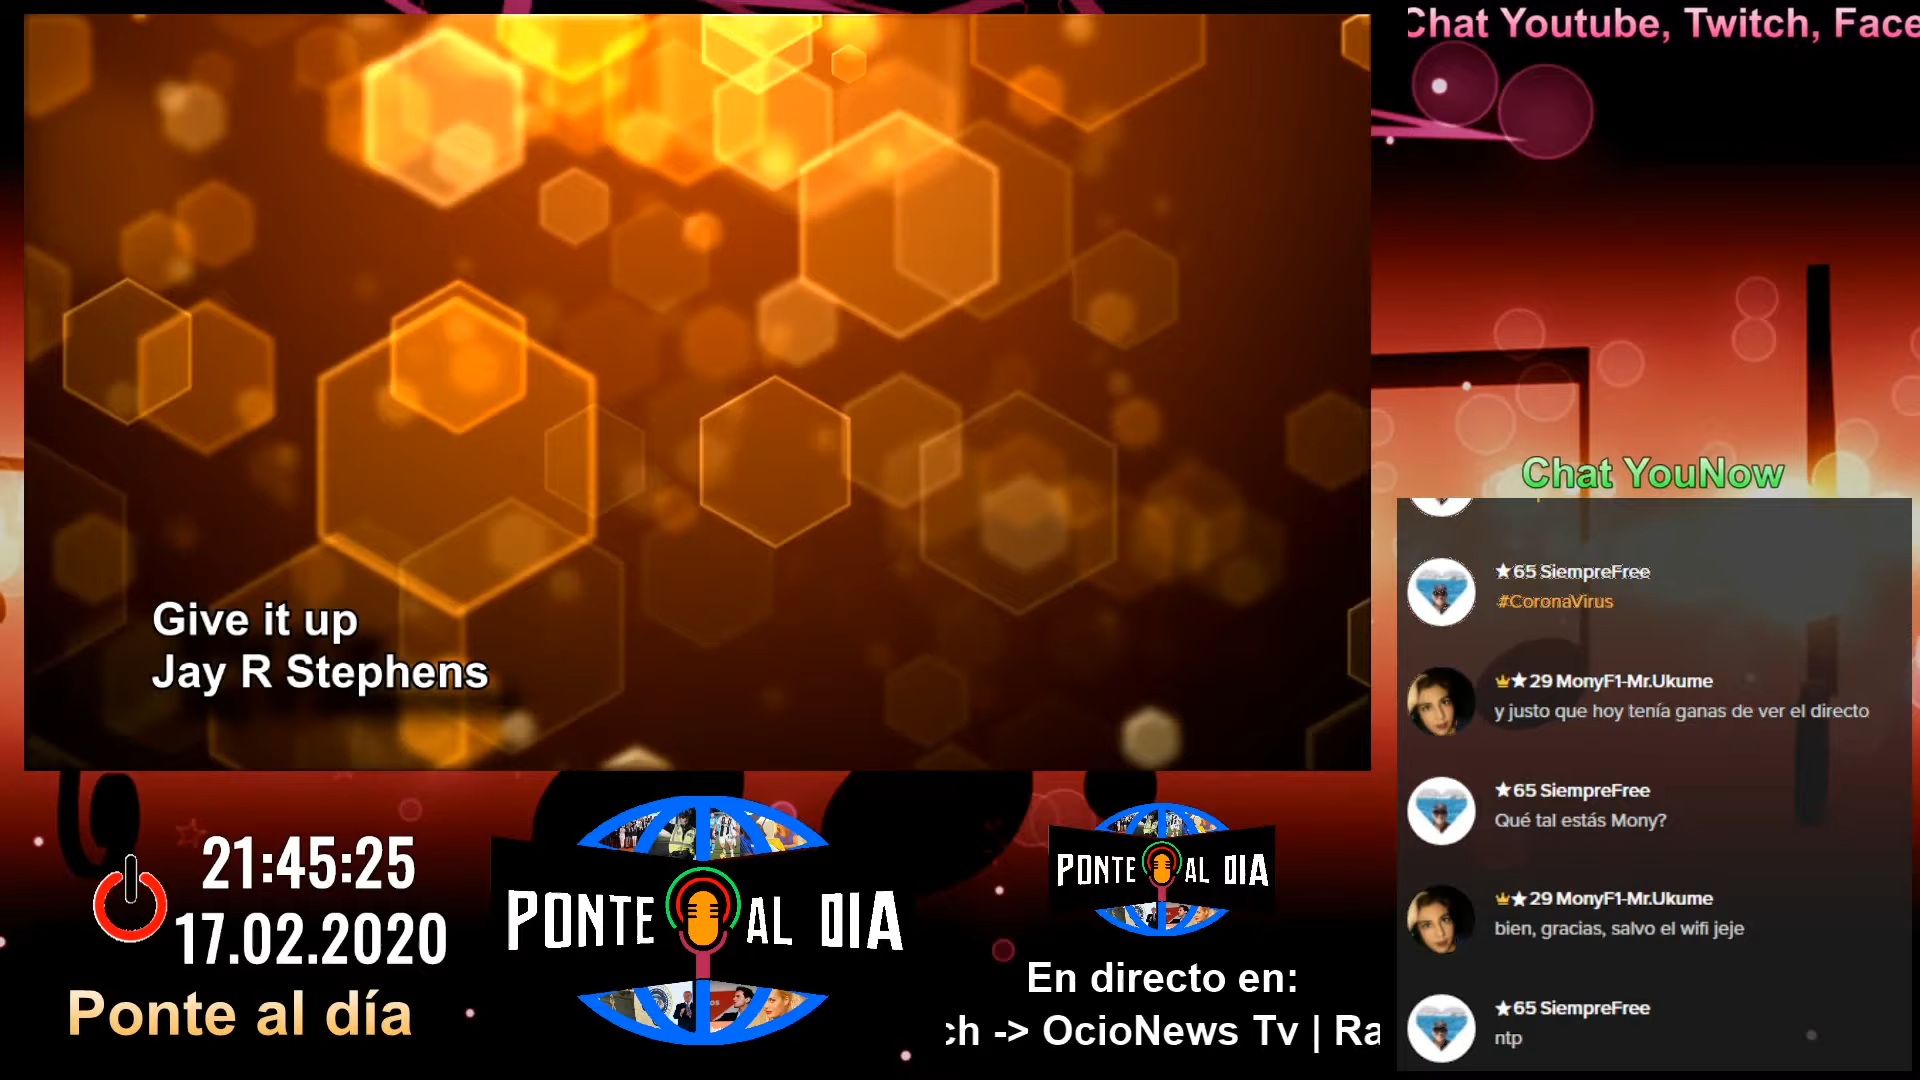 Chat Youtube, Twitch, Face
Give it up
Jay R Stephens
Chat YouNow
★65 SiempreFree
#CoronaVirus
★29 MonyF1-Mr.Ukume
y justo que hoy tenía ganas de ver el directo
★65 SiempreFree
Qué tal estás Mony?
★29 MonyF1-Mr.Ukume
bien, gracias, salvo el wifi jeje
★65 SiempreFree
ntp
21:45:25
17.02.2020
Ponte al día
PONTE AL DIA
PONTE AL DIA
En directo en:
ch -> OcioNews Tv | Ra